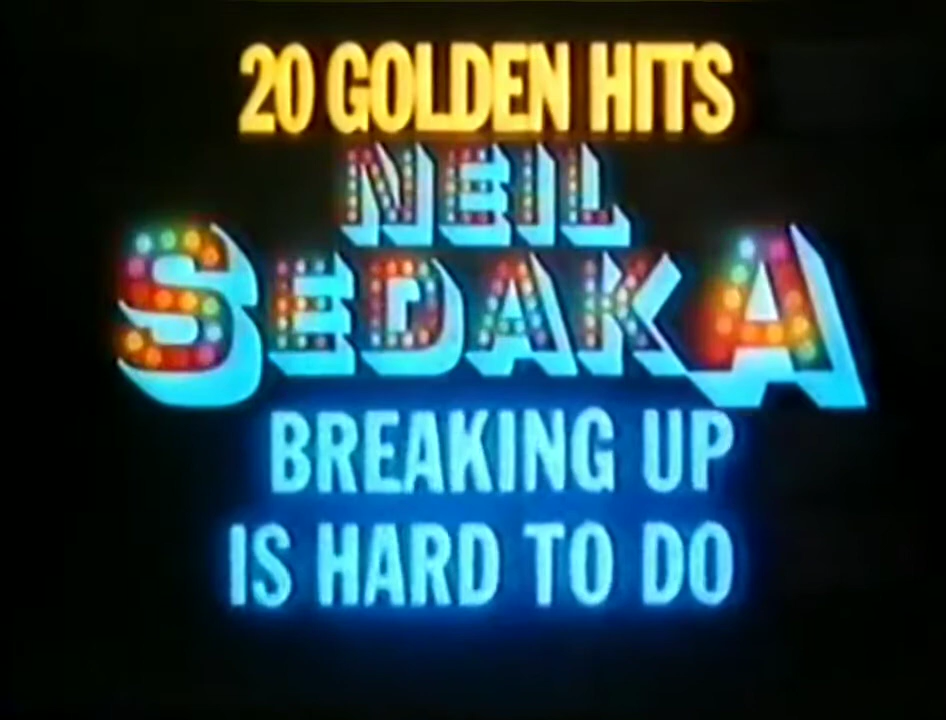 20 GOLDEN HITS
NEIL
SEDAKA
BREAKING UP
IS HARD TO DO